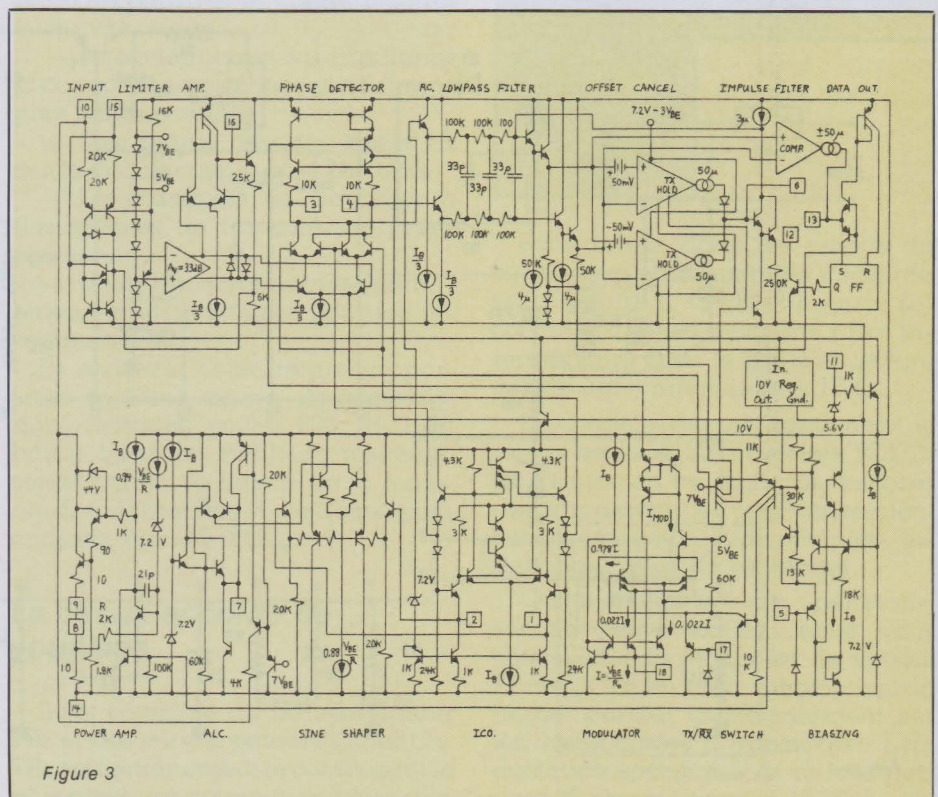 INPUT LIMITER AMP. PHASE DETECTOR RC LOWPASS FILTER OFFSET CANCEL IMPULSE FILTER DATA OUT.
10 15
16K
7VBE
5VBE
20K
20K
16
25K
10K 10K
3 4
AV=33dB
IB/3
6K
IB/3
100K 100K 100
33p 33p 33p
100K 100K 100K
IB/3
IB/3
7.2V-3VBE
50mV
-50mV
TX HOLD
TX HOLD
50μ
50μ
50K
4μ
4μ
50K
3μ
COMP.
±50μ
6
12
13
250K
2K
S R
Q FF
In.
10V Reg.
Out. Gnd.
11
1K
5.6V
10V
44V
1K
90
10
9
8
R
2K
10
1.8K
14
21p
100K
IB
0.94 VBE/R
IB
7.2V
7.2V
60K
7
4K
20K
20K
7VBE
0.88 VBE/R
20K
4.3K 4.3K
3K 3K
7.2V
2 1
1K 24K 1K
IB
1K 24K
IB
IMOD
0.978I
0.022I
0.022I
I=VBE/R0
18
7VBE
5VBE
60K
17
10K
11K
30K
13K
5
18K
IB
7.2V
IB
POWER AMP. ALC. SINE SHAPER ICO. MODULATOR TX/RX SWITCH BIASING
Figure 3